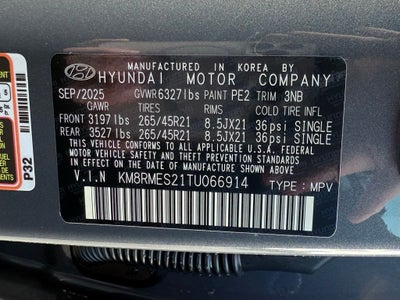 MANUFACTURED IN KOREA BY
HYUNDAI MOTOR COMPANY
SEP/2025 GVWR 6327lbs PAINT PE2 TRIM 3NB
GAWR TIRES RIMS COLD TIRE INFL
FRONT 3197lbs 265/45R21 8.5JX21 36psi SINGLE
REAR 3527lbs 265/45R21 8.5JX21 36psi SINGLE
THIS VEHICLE CONFORMS TO ALL APPLICABLE
U.S. FEDERAL MOTOR VEHICLE SAFETY
STANDARDS IN EFFECT ON THE DATE OF
MANUFACTURE SHOWN ABOVE.
V.I.N KM8RMES21TU066914 TYPE: MPV
P32